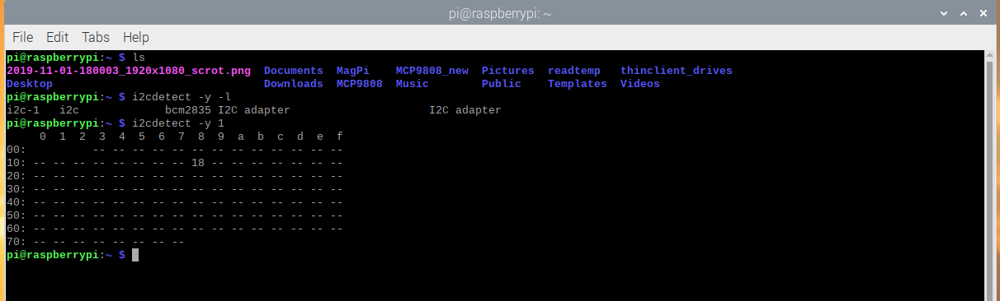 pi@raspberrypi: ~
File Edit Tabs Help
pi@raspberrypi:~ $ ls
2019-11-01-180003_1920x1080_scrot.png  Documents  MagPi    MCP9808_new  Pictures  readtemp   thinclient_drives
Desktop                                Downloads  MCP9808  Music        Public    Templates  Videos
pi@raspberrypi:~ $ i2cdetect -y -l
i2c-1   i2c             bcm2835 I2C adapter                     I2C adapter
pi@raspberrypi:~ $ i2cdetect -y 1
     0  1  2  3  4  5  6  7  8  9  a  b  c  d  e  f
00:          -- -- -- -- -- -- -- -- -- -- -- -- --
10: -- -- -- -- -- -- -- -- 18 -- -- -- -- -- -- --
20: -- -- -- -- -- -- -- -- -- -- -- -- -- -- -- --
30: -- -- -- -- -- -- -- -- -- -- -- -- -- -- -- --
40: -- -- -- -- -- -- -- -- -- -- -- -- -- -- -- --
50: -- -- -- -- -- -- -- -- -- -- -- -- -- -- -- --
60: -- -- -- -- -- -- -- -- -- -- -- -- -- -- -- --
70: -- -- -- -- -- -- -- --
pi@raspberrypi:~ $